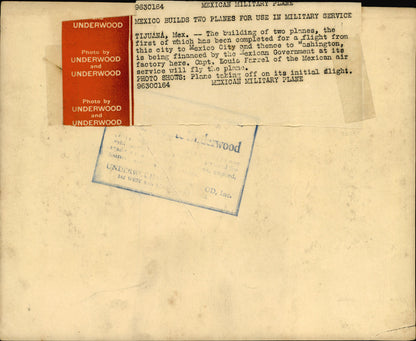 963C164 MEXICAN MILITARY PLANE
MEXICO BUILDS TWO PLANES FOR USE IN MILITARY SERVICE
TIJUANA, Mex. -- The building of two planes, the
first of which has been completed for a flight from
this city to Mexico City and thence to Washington,
is being financed by the Mexican Government at its
factory here. Capt. Louis Farrel of the Mexican air
service will fly the plane.
PHOTO SHOWS: Plane taking off on its initial flight.
963C0164 MEXICAN MILITARY PLANE
UNDERWOOD
Photo by
UNDERWOOD
and
UNDERWOOD
Photo by
UNDERWOOD
and
UNDERWOOD
Underwood
UNDERWOOD
OD, Inc.